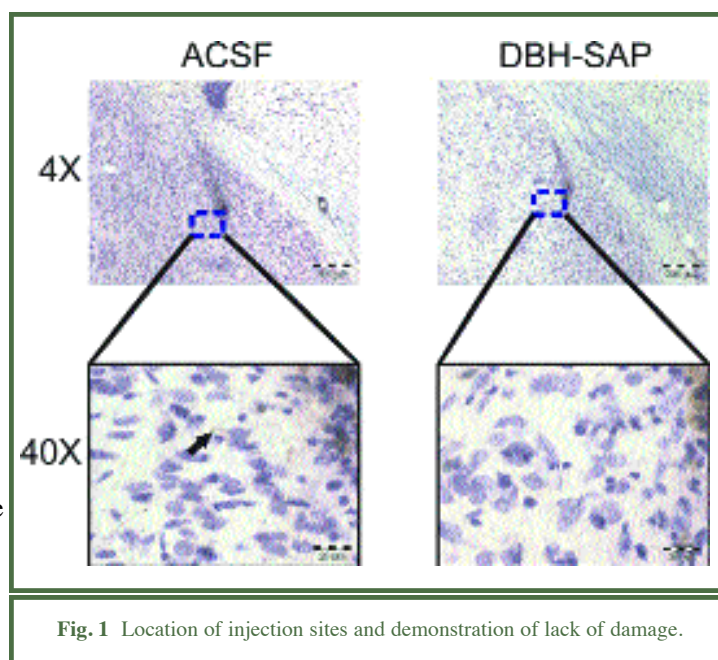 ACSF
DBH-SAP
4X
40X
e
Fig. 1 Location of injection sites and demonstration of lack of damage.